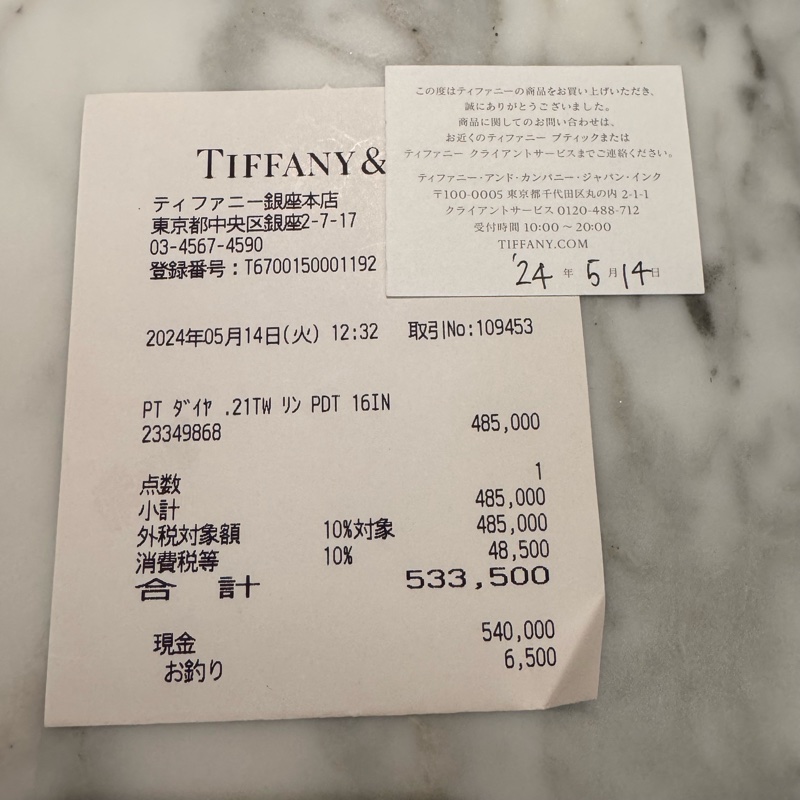 TIFFANY &
ティファニー銀座本店
東京都中央区銀座2-7-17
03-4567-4590
登録番号：T6700150001192
2024年05月14日(火) 12:32 取引No:109453
PT ﾀﾞｲﾔ .21TW ﾘﾝ PDT 16IN
23349868 485,000
点数 1
小計 485,000
外税対象額 10%対象 485,000
消費税等 10% 48,500
合 計 533,500
現金 540,000
お釣り 6,500
この度はティファニーの商品をお買い上げいただき、
誠にありがとうございました。
商品に関してのお問い合わせは、
お近くのティファニー ブティックまたは
ティファニー クライアントサービスまでご連絡ください。
ティファニー・アンド・カンパニー・ジャパン・インク
〒100-0005 東京都千代田区丸の内 2-1-1
クライアントサービス 0120-488-712
受付時間 10:00 ～ 20:00
TIFFANY.COM
'24 年 5 月 14 日